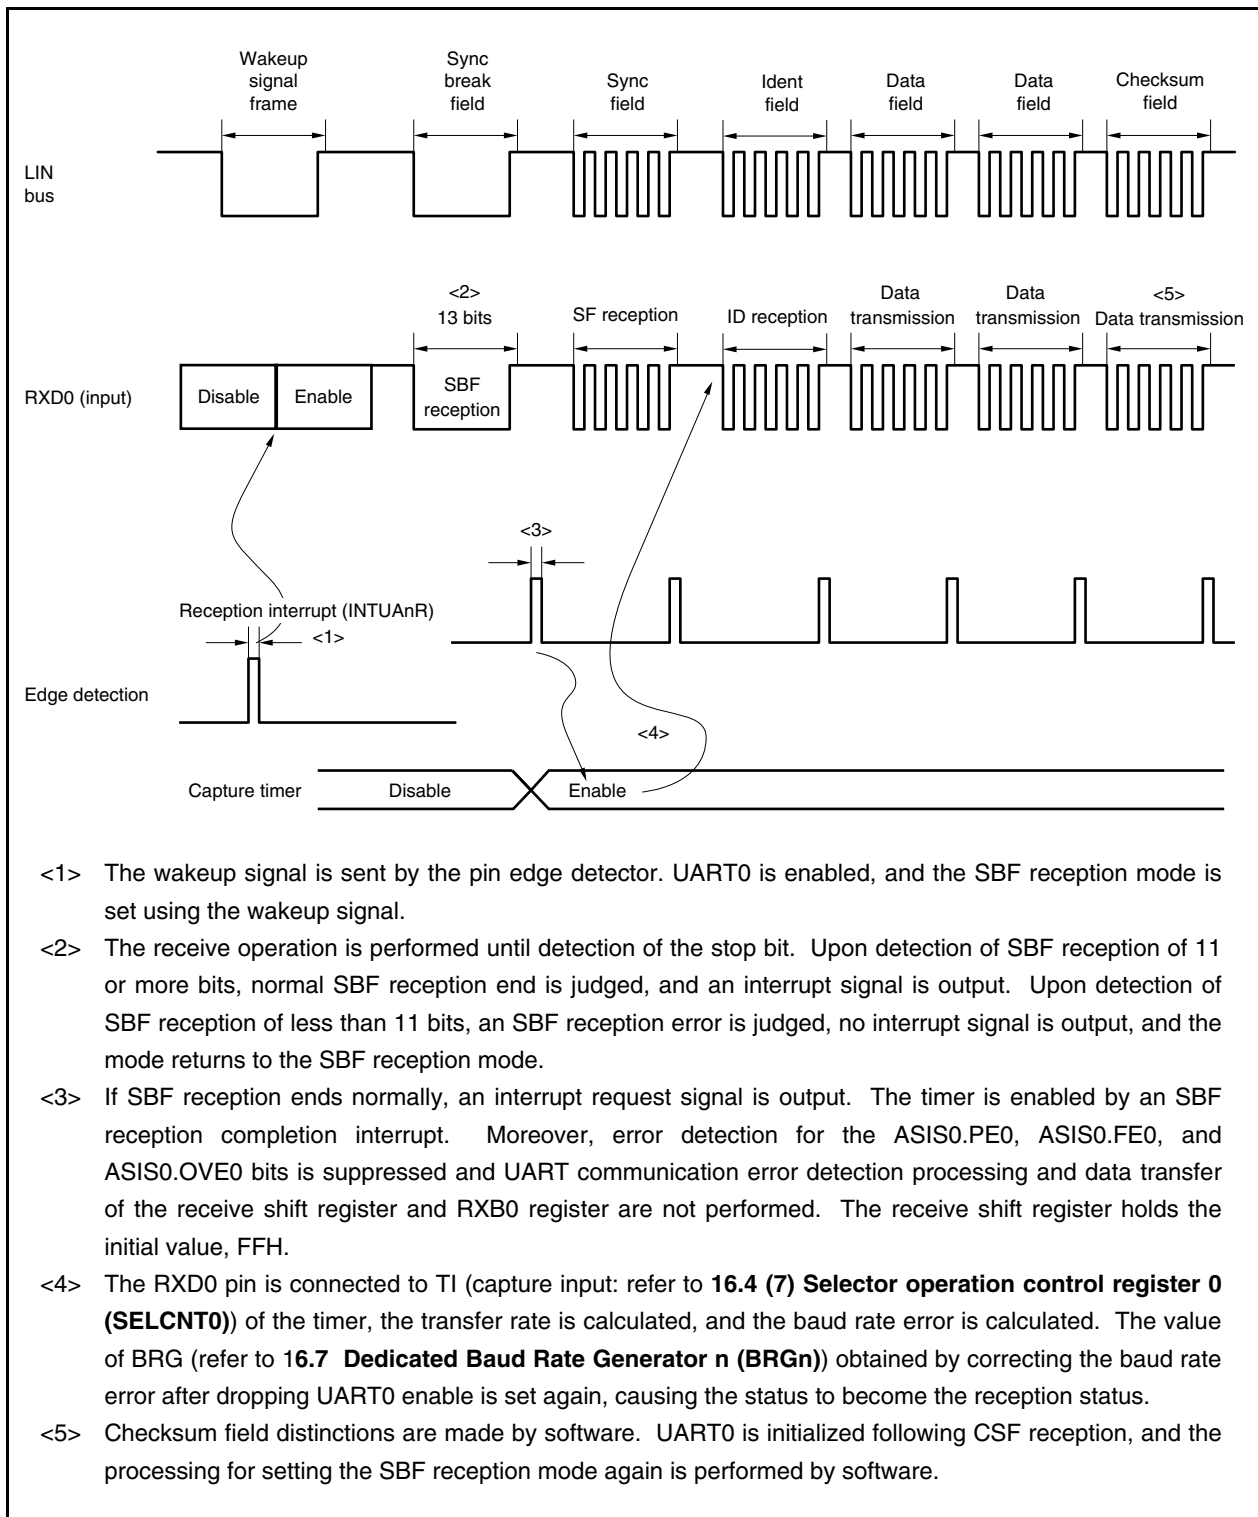 Wakeup
signal
frame
Sync
break
field
Sync
field
Ident
field
Data
field
Data
field
Checksum
field
LIN
bus
<2>
13 bits
SF reception
ID reception
Data
transmission
Data
transmission
<5>
Data transmission
RXD0 (input)
Disable
Enable
SBF
reception
<3>
Reception interrupt (INTUAnR)
<1>
Edge detection
<4>
Capture timer
Disable
Enable
<1> The wakeup signal is sent by the pin edge detector. UART0 is enabled, and the SBF reception mode is
set using the wakeup signal.
<2> The receive operation is performed until detection of the stop bit. Upon detection of SBF reception of 11
or more bits, normal SBF reception end is judged, and an interrupt signal is output. Upon detection of
SBF reception of less than 11 bits, an SBF reception error is judged, no interrupt signal is output, and the
mode returns to the SBF reception mode.
<3> If SBF reception ends normally, an interrupt request signal is output. The timer is enabled by an SBF
reception completion interrupt. Moreover, error detection for the ASIS0.PE0, ASIS0.FE0, and
ASIS0.OVE0 bits is suppressed and UART communication error detection processing and data transfer
of the receive shift register and RXB0 register are not performed. The receive shift register holds the
initial value, FFH.
<4> The RXD0 pin is connected to TI (capture input: refer to 16.4 (7) Selector operation control register 0
(SELCNT0)) of the timer, the transfer rate is calculated, and the baud rate error is calculated. The value
of BRG (refer to 16.7 Dedicated Baud Rate Generator n (BRGn)) obtained by correcting the baud rate
error after dropping UART0 enable is set again, causing the status to become the reception status.
<5> Checksum field distinctions are made by software. UART0 is initialized following CSF reception, and the
processing for setting the SBF reception mode again is performed by software.